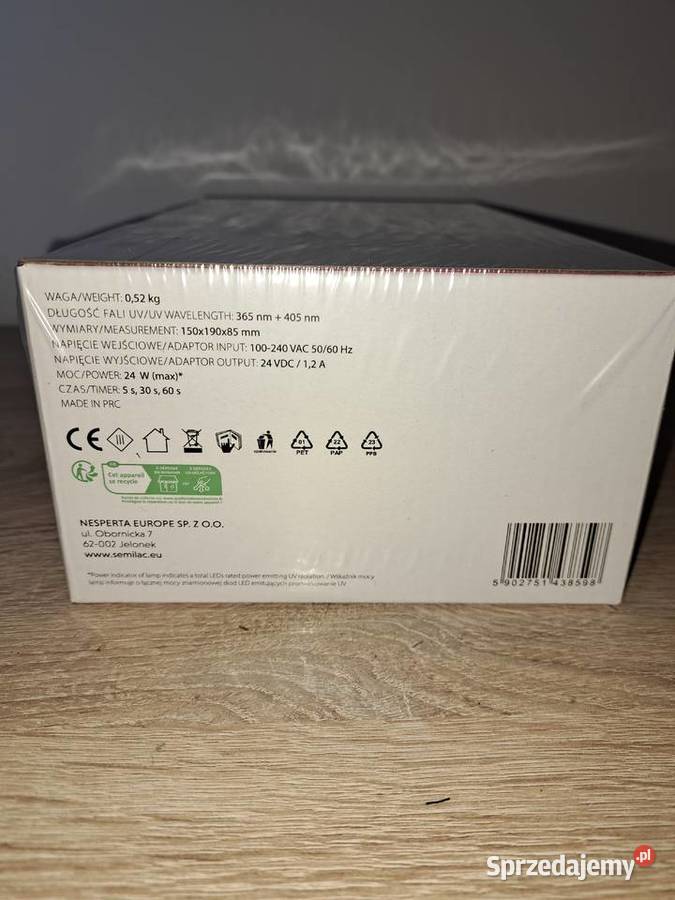 WAGA/WEIGHT: 0,52 kg
DŁUGOŚĆ FALI UV/UV WAVELENGTH: 365 nm + 405 nm
WYMIARY/MEASUREMENT: 150x190x85 mm
NAPIĘCIE WEJŚCIOWE/ADAPTOR INPUT: 100-240 VAC 50/60 Hz
NAPIĘCIE WYJŚCIOWE/ADAPTOR OUTPUT: 24 VDC / 1,2 A
MOC/POWER: 24 W (max)*
CZAS/TIMER: 5 s, 30 s, 60 s
MADE IN PRC
CE III
01 22 23
PET PAP PPB
FR
Cet appareil
se recycle
NESPERTA EUROPE SP. Z O.O.
ul. Obornicka 7
62-002 Jelonek
www.semilac.eu
*Power indicator of lamp indicates a total LEDs rated power emitting UV radiation. / Wskaźnik mocy
lamp informuje o łącznej mocy znamionowej diod LED emitujących promieniowanie UV
5 902751 438598
Sprzedajemy.pl